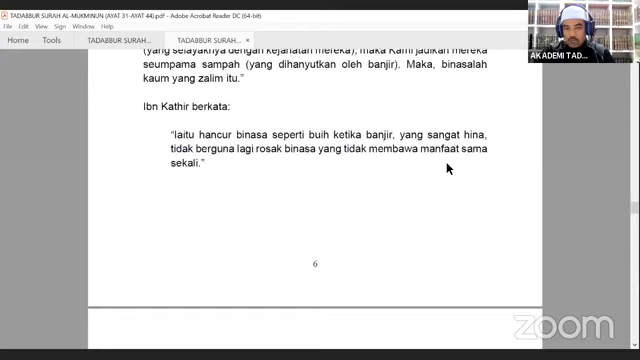 TADABBUR SURAH AL-MUKMINUN (AYAT 31-AYAT 44).pdf - Adobe Acrobat Reader DC (64-bit)
File Edit View Sign Window Help
Home Tools TADABBUR SURAH... TADABBUR SURAH... ×
(yang selayaknya dengan kejahatan mereka); maka Kami jadikan mereka
seumpama sampah (yang dihanyutkan oleh banjir). Maka, binasalah
kaum yang zalim itu.”
Ibn Kathir berkata:
“Iaitu hancur binasa seperti buih ketika banjir, yang sangat hina,
tidak berguna lagi rosak binasa yang tidak membawa manfaat sama
sekali.”
6
AKADEMI TAD...
zoom